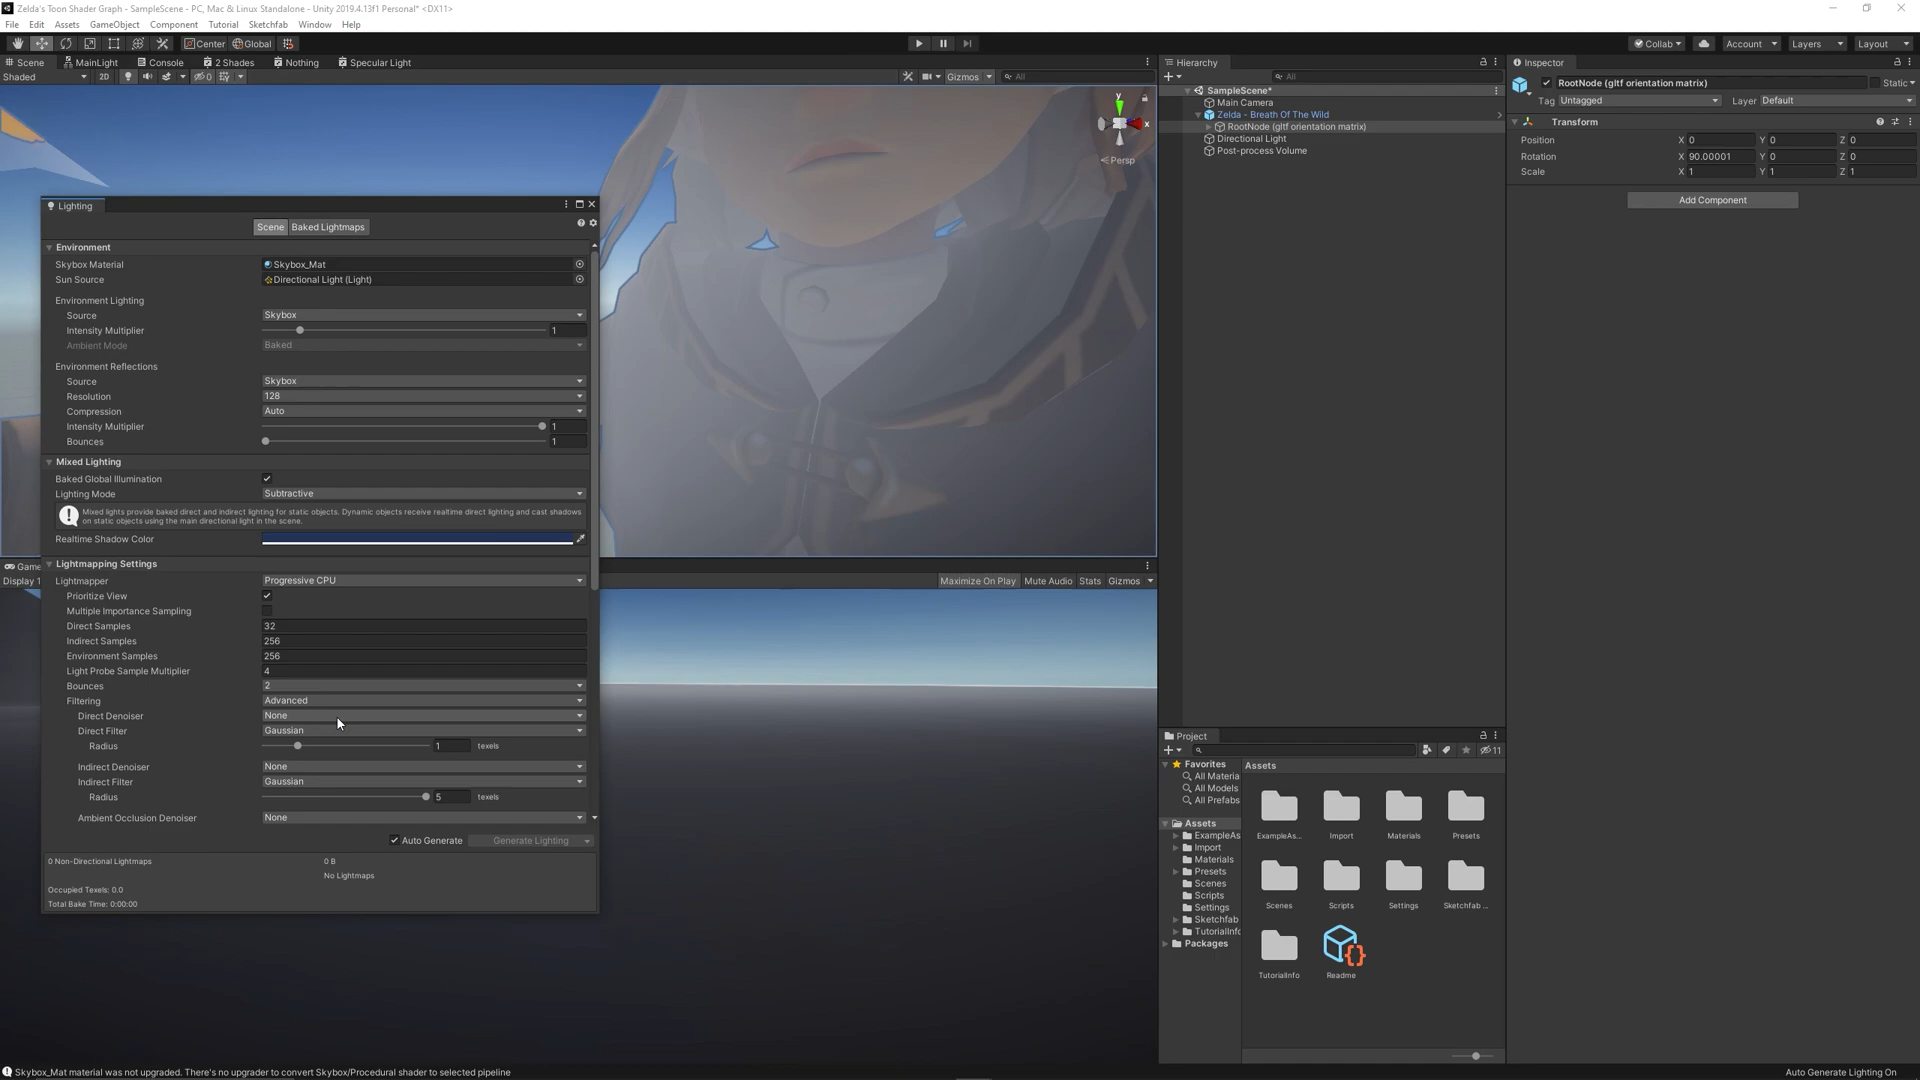 Zelda's Toon Shader Graph - SampleScene - PC, Mac & Linux Standalone - Unity 2019.4.13f1 Personal* <DX11>
File Edit Assets GameObject Component Tutorial Sketchfab Window Help
Center Global
Collab Account Layers Layout
Scene MainLight Console 2 Shades Nothing Specular Light
Shaded 2D 0 Gizmos All
y
x
Persp
Lighting
Scene Baked Lightmaps
Environment
Skybox Material Skybox_Mat
Sun Source Directional Light (Light)
Environment Lighting
Source Skybox
Intensity Multiplier 1
Ambient Mode Baked
Environment Reflections
Source Skybox
Resolution 128
Compression Auto
Intensity Multiplier 1
Bounces 1
Mixed Lighting
Baked Global Illumination
Lighting Mode Subtractive
Mixed lights provide baked direct and indirect lighting for static objects. Dynamic objects receive realtime direct lighting and cast shadows
on static objects using the main directional light in the scene.
Realtime Shadow Color
Lightmapping Settings
Lightmapper Progressive CPU
Prioritize View
Multiple Importance Sampling
Direct Samples 32
Indirect Samples 256
Environment Samples 256
Light Probe Sample Multiplier 4
Bounces 2
Filtering Advanced
Direct Denoiser None
Direct Filter Gaussian
Radius 1 texels
Indirect Denoiser None
Indirect Filter Gaussian
Radius 5 texels
Ambient Occlusion Denoiser None
Auto Generate Generate Lighting
0 Non-Directional Lightmaps 0 B
No Lightmaps
Occupied Texels: 0.0
Total Bake Time: 0:00:00
Game
Display 1
Maximize On Play Mute Audio Stats Gizmos
Hierarchy
All
SampleScene*
Main Camera
Zelda - Breath Of The Wild
RootNode (gltf orientation matrix)
Directional Light
Post-process Volume
Inspector
RootNode (gltf orientation matrix) Static
Tag Untagged Layer Default
Transform
Position X 0 Y 0 Z 0
Rotation X 90.00001 Y 0 Z 0
Scale X 1 Y 1 Z 1
Add Component
Project
11
Favorites
All Materia
All Models
All Prefabs
Assets
ExampleAs
Import
Materials
Presets
Scenes
Scripts
Settings
Sketchfab
TutorialInfo
Packages
Assets
ExampleAs... Import Materials Presets
Scenes Scripts Settings Sketchfab ...
TutorialInfo Readme
Skybox_Mat material was not upgraded. There's no upgrader to convert Skybox/Procedural shader to selected pipeline
Auto Generate Lighting On